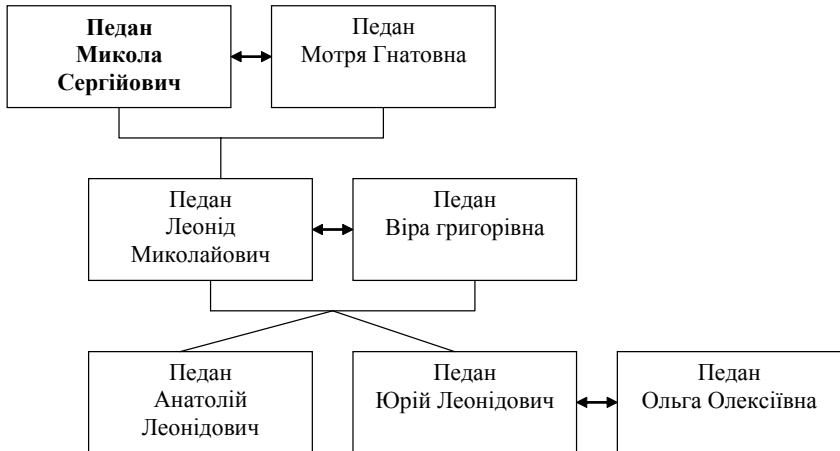 Педан
Микола
Сергійович
Педан
Мотря Гнатовна
Педан
Леонід
Миколайович
Педан
Віра григорівна
Педан
Анатолій
Леонідович
Педан
Юрій Леонідович
Педан
Ольга Олексіївна